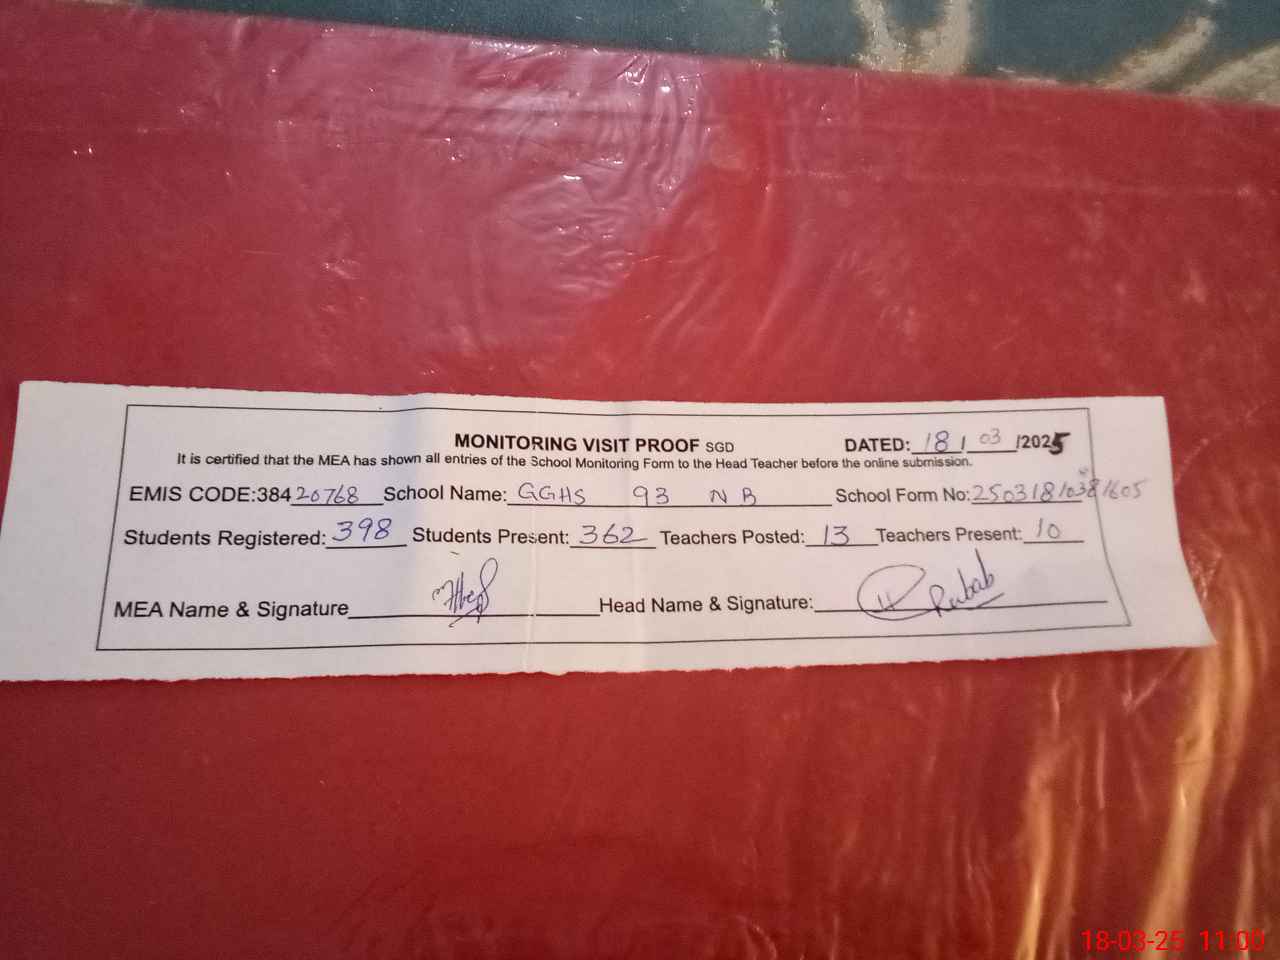 MONITORING VISIT PROOF SGD DATED: 18 / 03 /2025
It is certified that the MEA has shown all entries of the School Monitoring Form to the Head Teacher before the online submission.
EMIS CODE:38420768 School Name: GGHS 93 NB School Form No: 25031810381605
Students Registered: 398 Students Present: 362 Teachers Posted: 13 Teachers Present: 10
MEA Name & Signature Head Name & Signature: Rubab
18-03-25 11:00